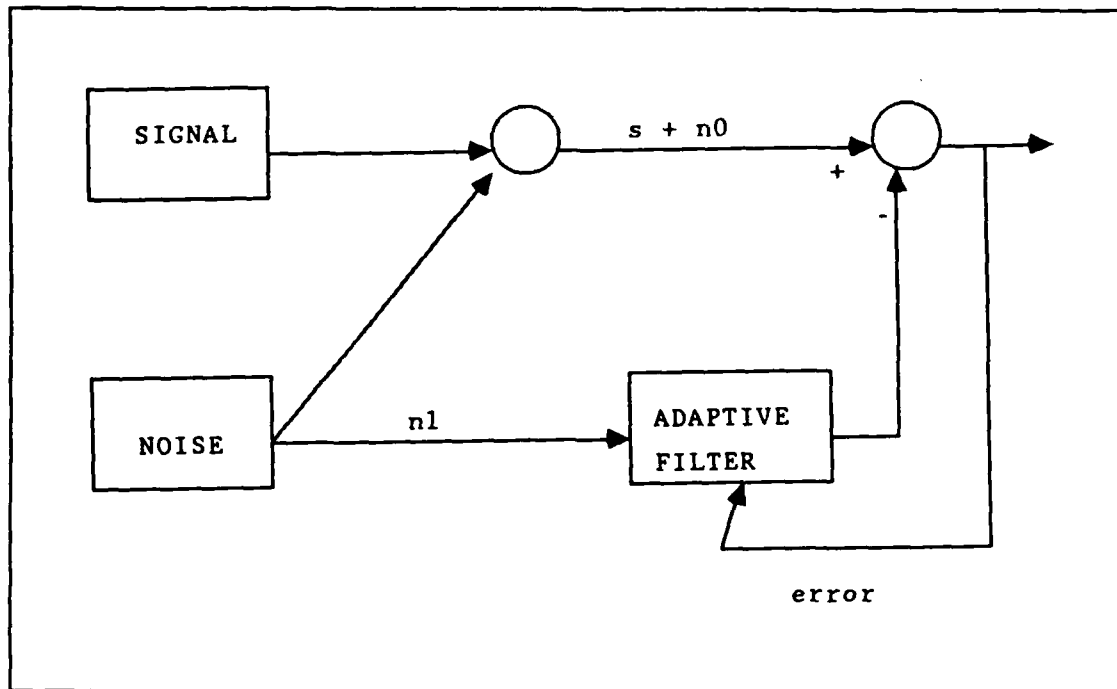 SIGNAL
s + n0
+
-
NOISE
n1
ADAPTIVE
FILTER
error